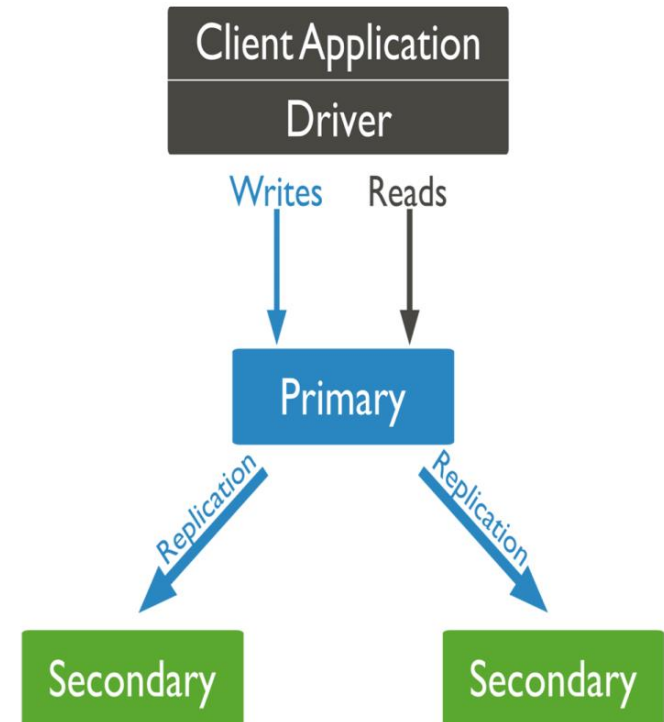 Client Application
Driver
Writes Reads
Primary
Replication Replication
Secondary Secondary